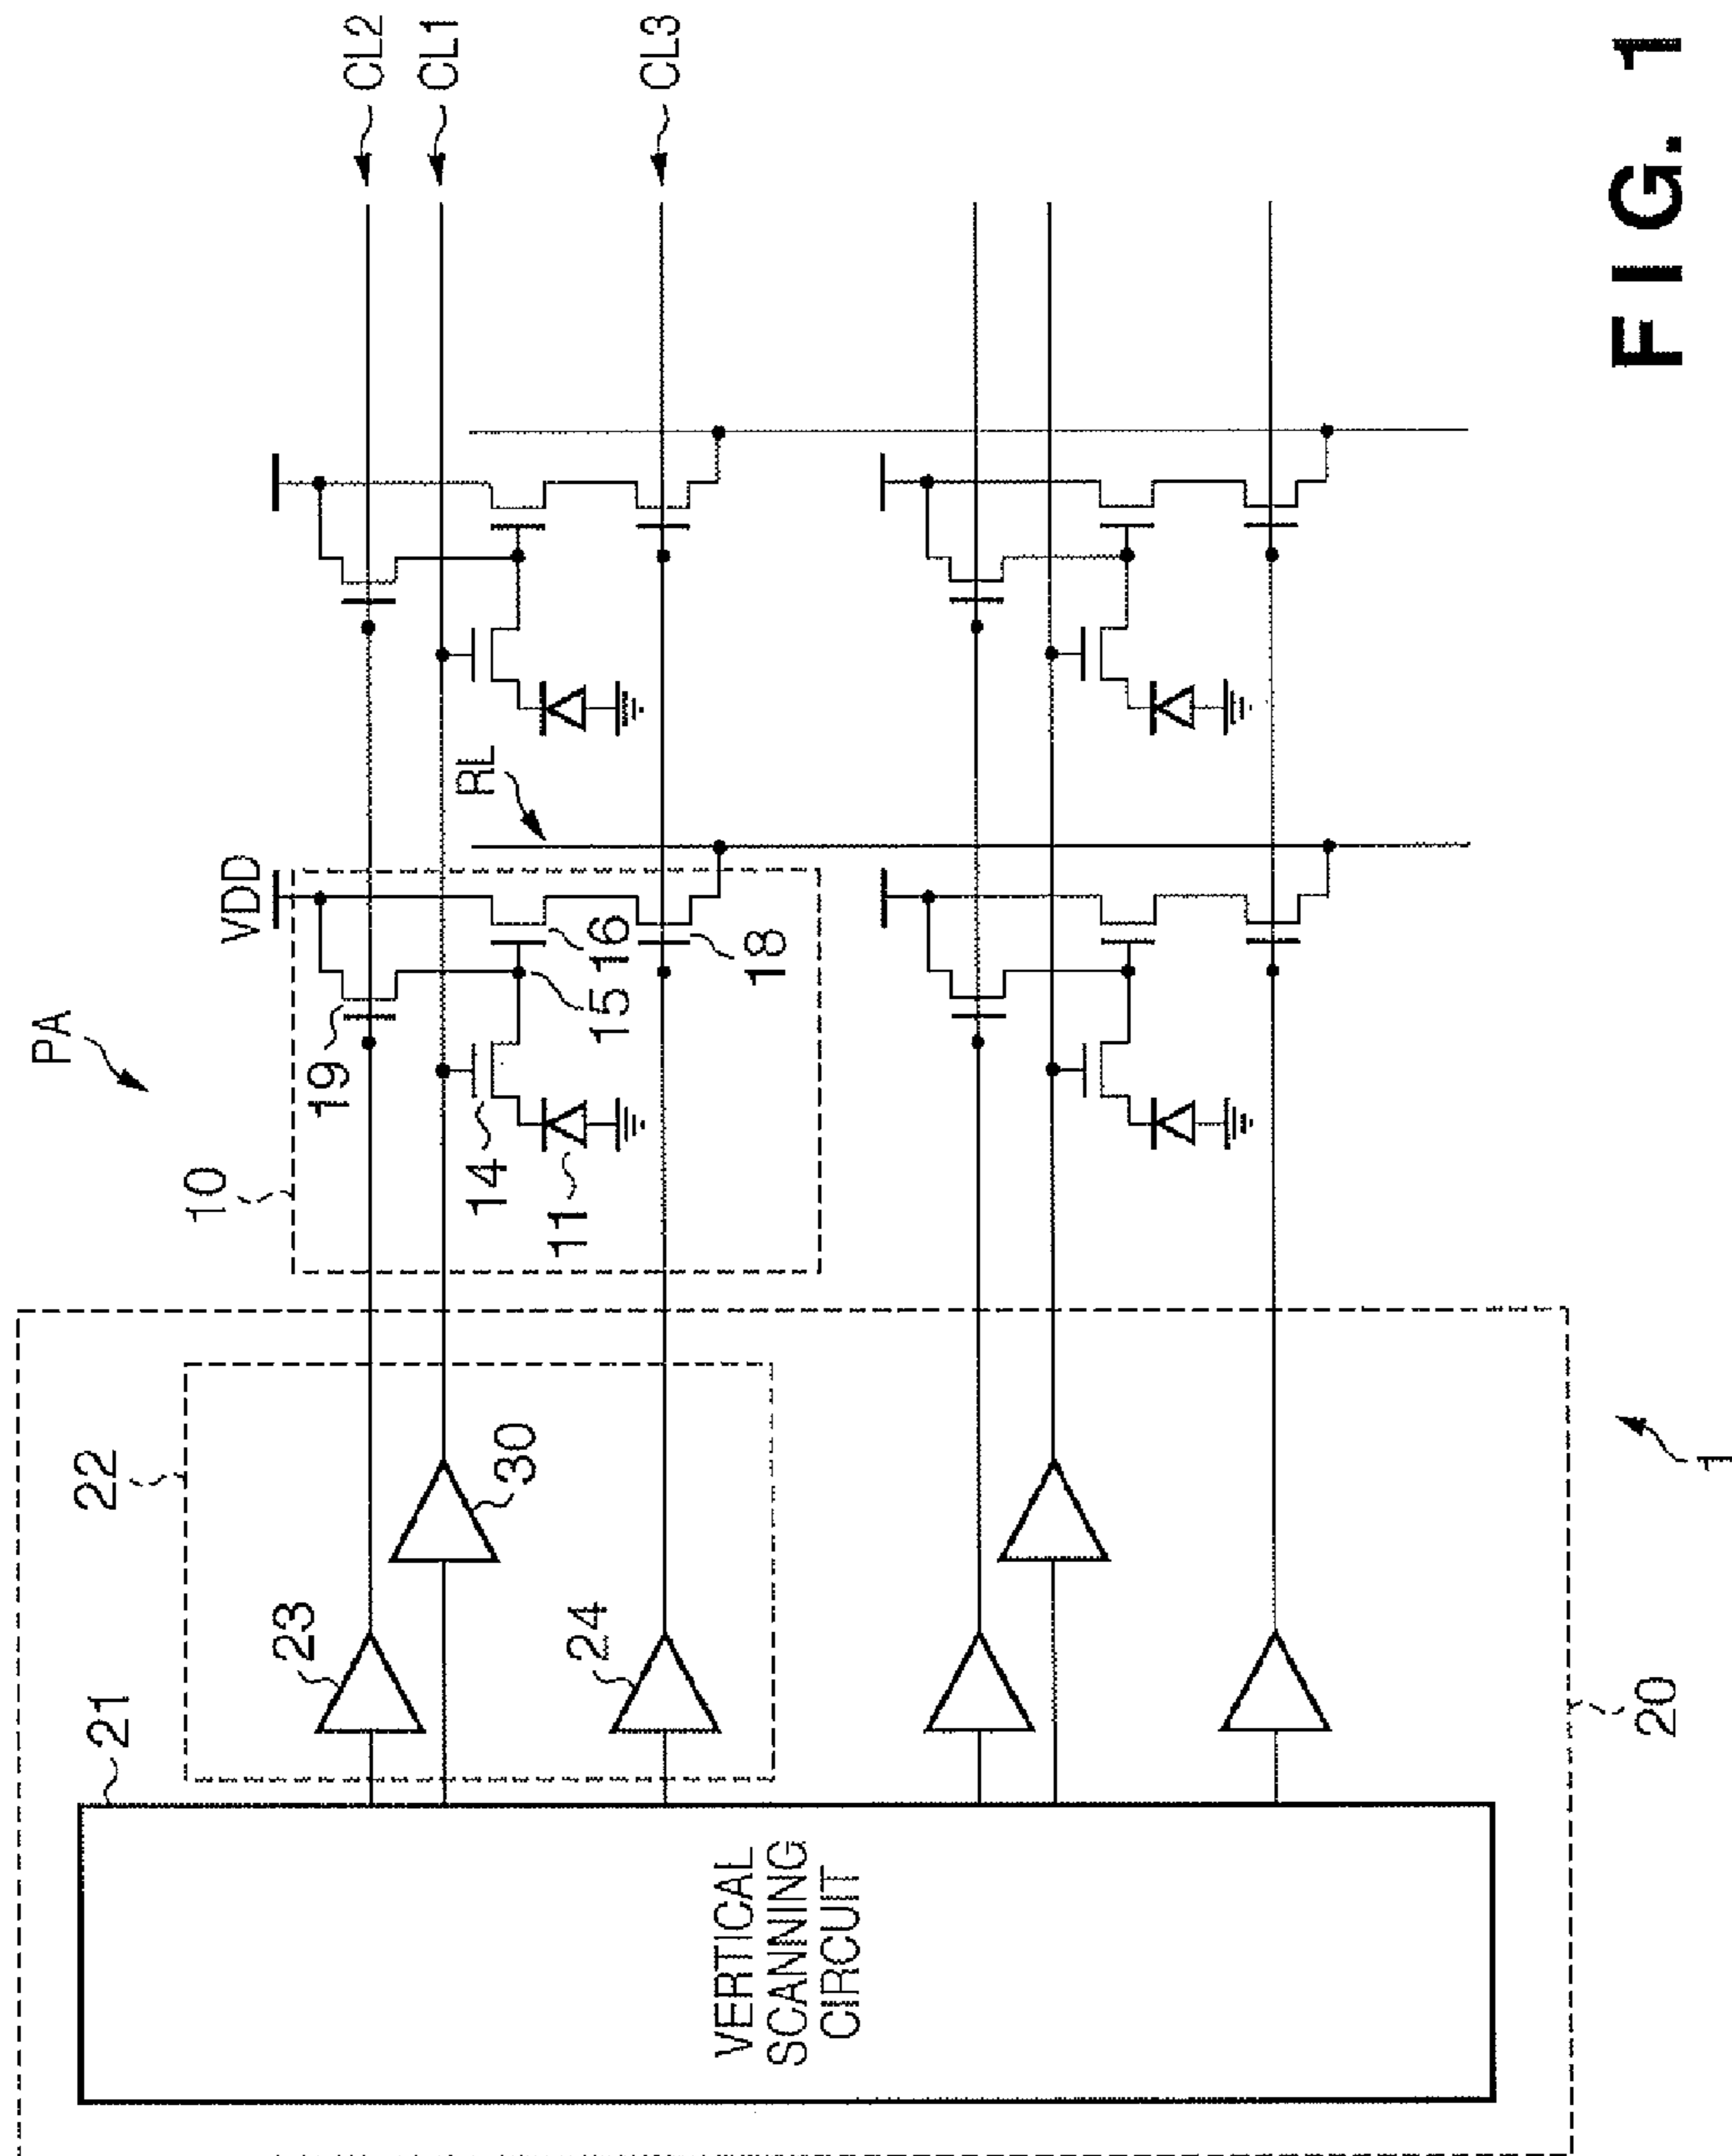 CL2
CL1
CL3
PA
VDD
RL
10
19
14
11
15
16
18
22
23
30
24
21
VERTICAL
SCANNING
CIRCUIT
20
1
FIG. 1